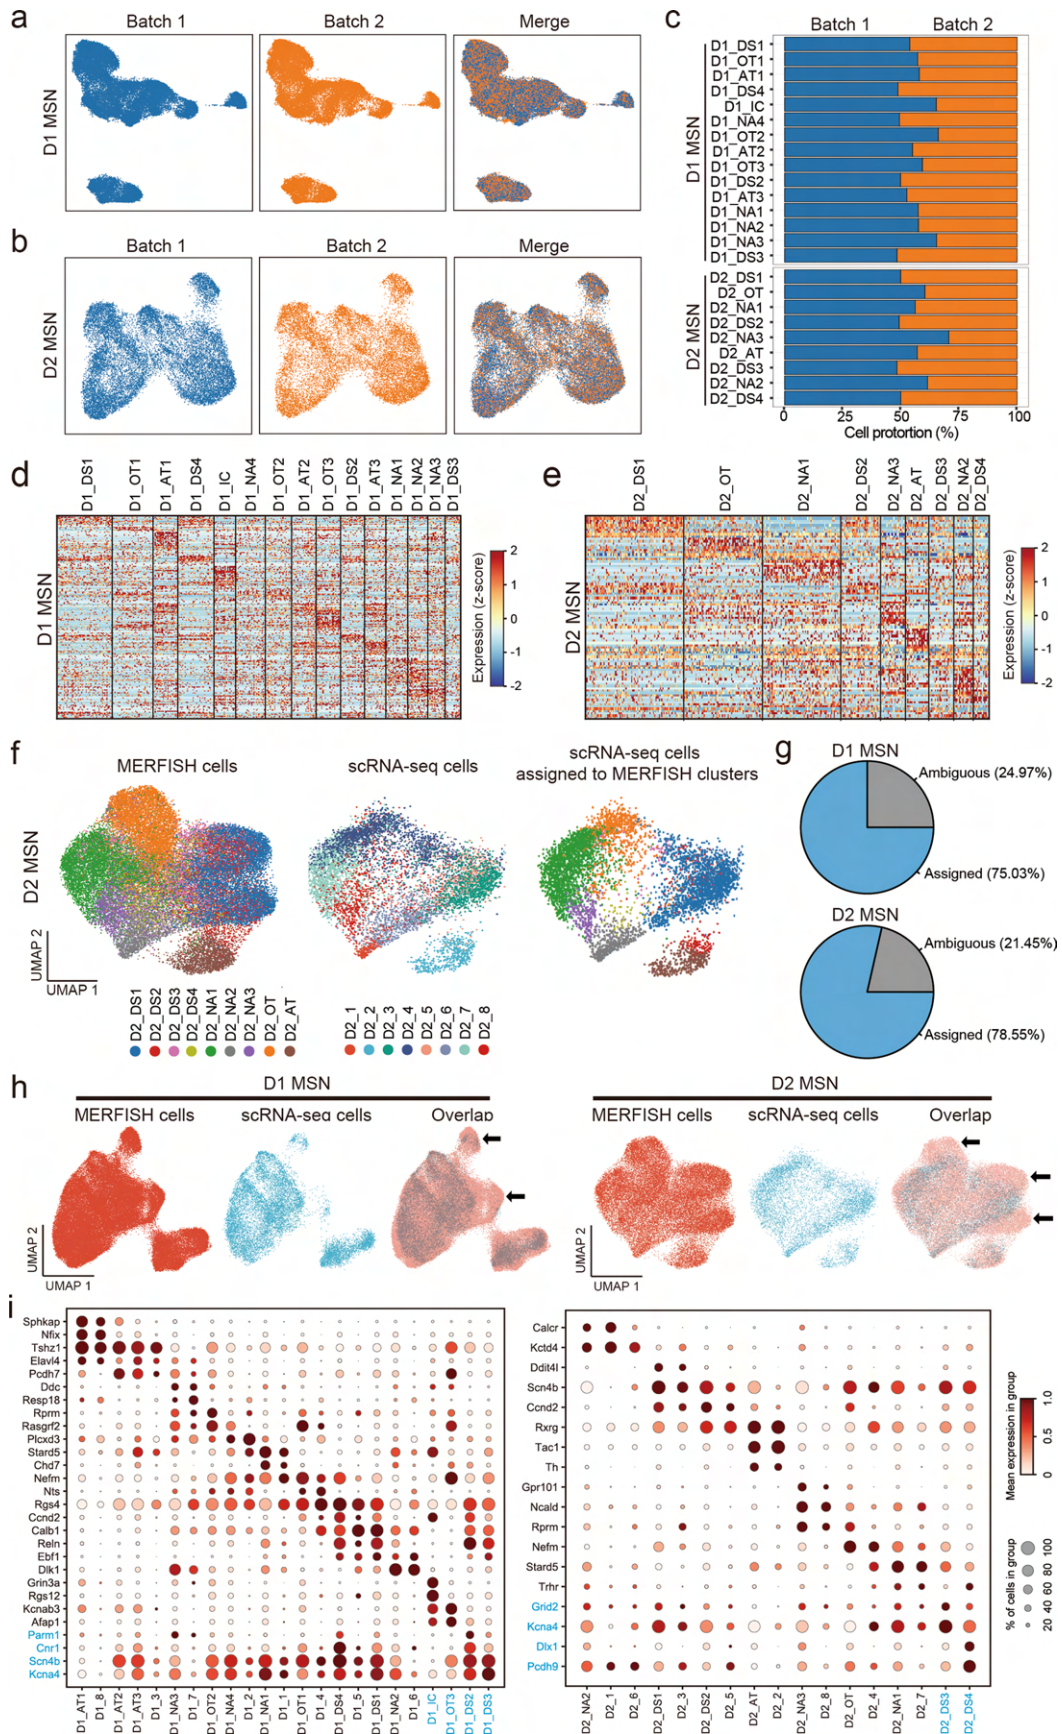 a
Batch 1
Batch 2
Merge
D1 MSN
b
Batch 1
Batch 2
Merge
D2 MSN
c
Batch 1
Batch 2
D1 MSN
D1_DS1
D1_OT1
D1_AT1
D1_DS4
D1_IC
D1_NA4
D1_OT2
D1_AT2
D1_OT3
D1_DS2
D1_AT3
D1_NA1
D1_NA2
D1_NA3
D1_DS3
D2 MSN
D2_DS1
D2_OT
D2_NA1
D2_DS2
D2_NA3
D2_AT
D2_DS3
D2_NA2
D2_DS4
0 25 50 75 100
Cell protortion (%)
d
D1_DS1
D1_OT1
D1_AT1
D1_DS4
D1_IC
D1_NA4
D1_OT2
D1_AT2
D1_OT3
D1_DS2
D1_AT3
D1_NA1
D1_NA2
D1_NA3
D1_DS3
D1 MSN
Expression (z-score)
2
1
0
-1
-2
e
D2_DS1
D2_OT
D2_NA1
D2_DS2
D2_NA3
D2_AT
D2_DS3
D2_NA2
D2_DS4
D2 MSN
Expression (z-score)
2
1
0
-1
-2
f
MERFISH cells
scRNA-seq cells
scRNA-seq cells
assigned to MERFISH clusters
D2 MSN
UMAP 2
UMAP 1
D2_DS1
D2_DS2
D2_DS3
D2_DS4
D2_NA1
D2_NA2
D2_NA3
D2_OT
D2_AT
D2_1
D2_2
D2_3
D2_4
D2_5
D2_6
D2_7
D2_8
g
D1 MSN
Ambiguous (24.97%)
Assigned (75.03%)
D2 MSN
Ambiguous (21.45%)
Assigned (78.55%)
h
D1 MSN
MERFISH cells
scRNA-seq cells
Overlap
UMAP 2
UMAP 1
D2 MSN
MERFISH cells
scRNA-seq cells
Overlap
UMAP 2
UMAP 1
i
Sphkap
Nfix
Tshz1
Elavl4
Pcdh7
Ddc
Resp18
Rprm
Rasgrf2
Plcxd3
Stard5
Chd7
Nefm
Nts
Rgs4
Ccnd2
Calb1
Reln
Ebf1
Dlk1
Grin3a
Rgs12
Kcnab3
Afap1
Parm1
Cnr1
Scn4b
Kcna4
D1_AT1
D1_8
D1_AT2
D1_AT3
D1_3
D1_NA3
D1_7
D1_OT2
D1_NA4
D1_2
D1_NA1
D1_1
D1_OT1
D1_4
D1_DS4
D1_5
D1_DS1
D1_NA2
D1_6
D1_IC
D1_OT3
D1_DS2
D1_DS3
Calcr
Kctd4
Ddit4l
Scn4b
Ccnd2
Rxrg
Tac1
Th
Gpr101
Ncald
Rprm
Nefm
Stard5
Trhr
Grid2
Kcna4
Dlx1
Pcdh9
D2_NA2
D2_1
D2_6
D2_DS1
D2_3
D2_DS2
D2_5
D2_AT
D2_2
D2_NA3
D2_8
D2_OT
D2_4
D2_NA1
D2_7
D2_DS3
D2_DS4
Mean expression in group
1.0
0.5
0
% of cells in group
100
80
60
40
20